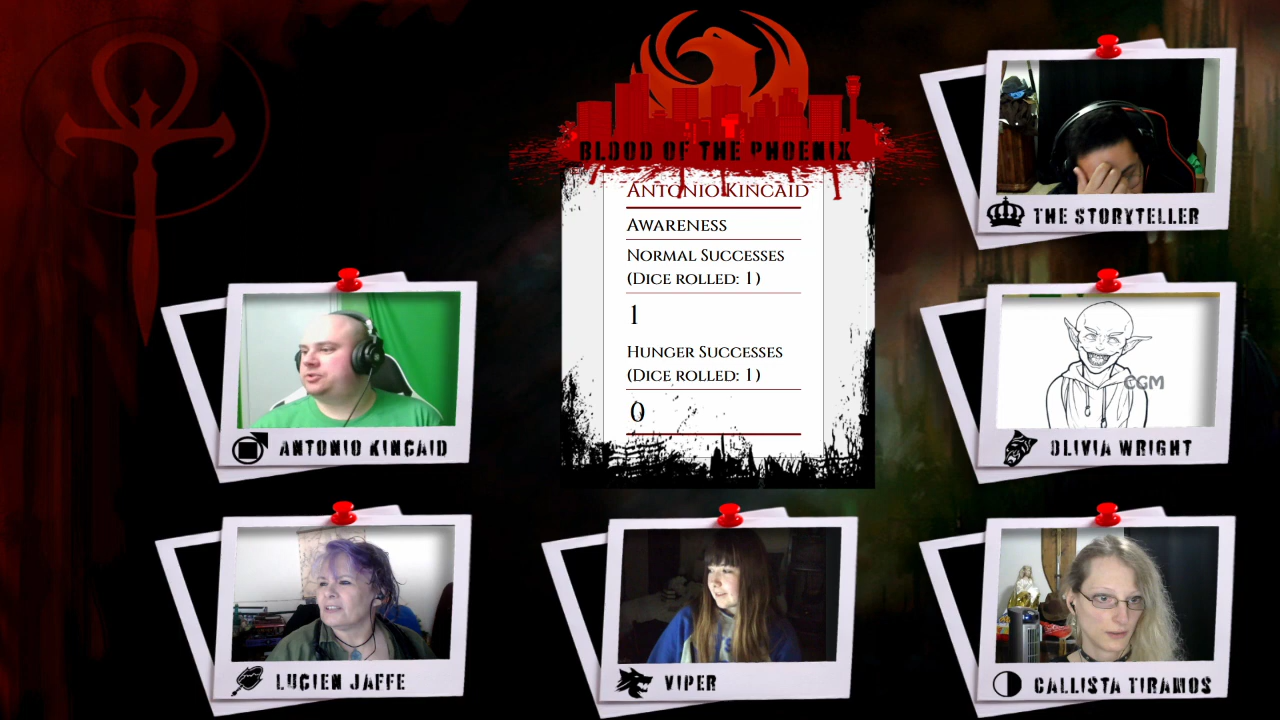 BLOOD OF THE PHOENIX
Antonio Kincaid
Awareness
Normal Successes
(Dice rolled: 1)
1
Hunger Successes
(Dice rolled: 1)
0
THE STORYTELLER
CGM
ANTONIO KINCAID
OLIVIA WRIGHT
LUCIEN JAFFE
VIPER
CALLISTA TIRAMOS